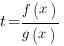 t = f(x) / g(x)